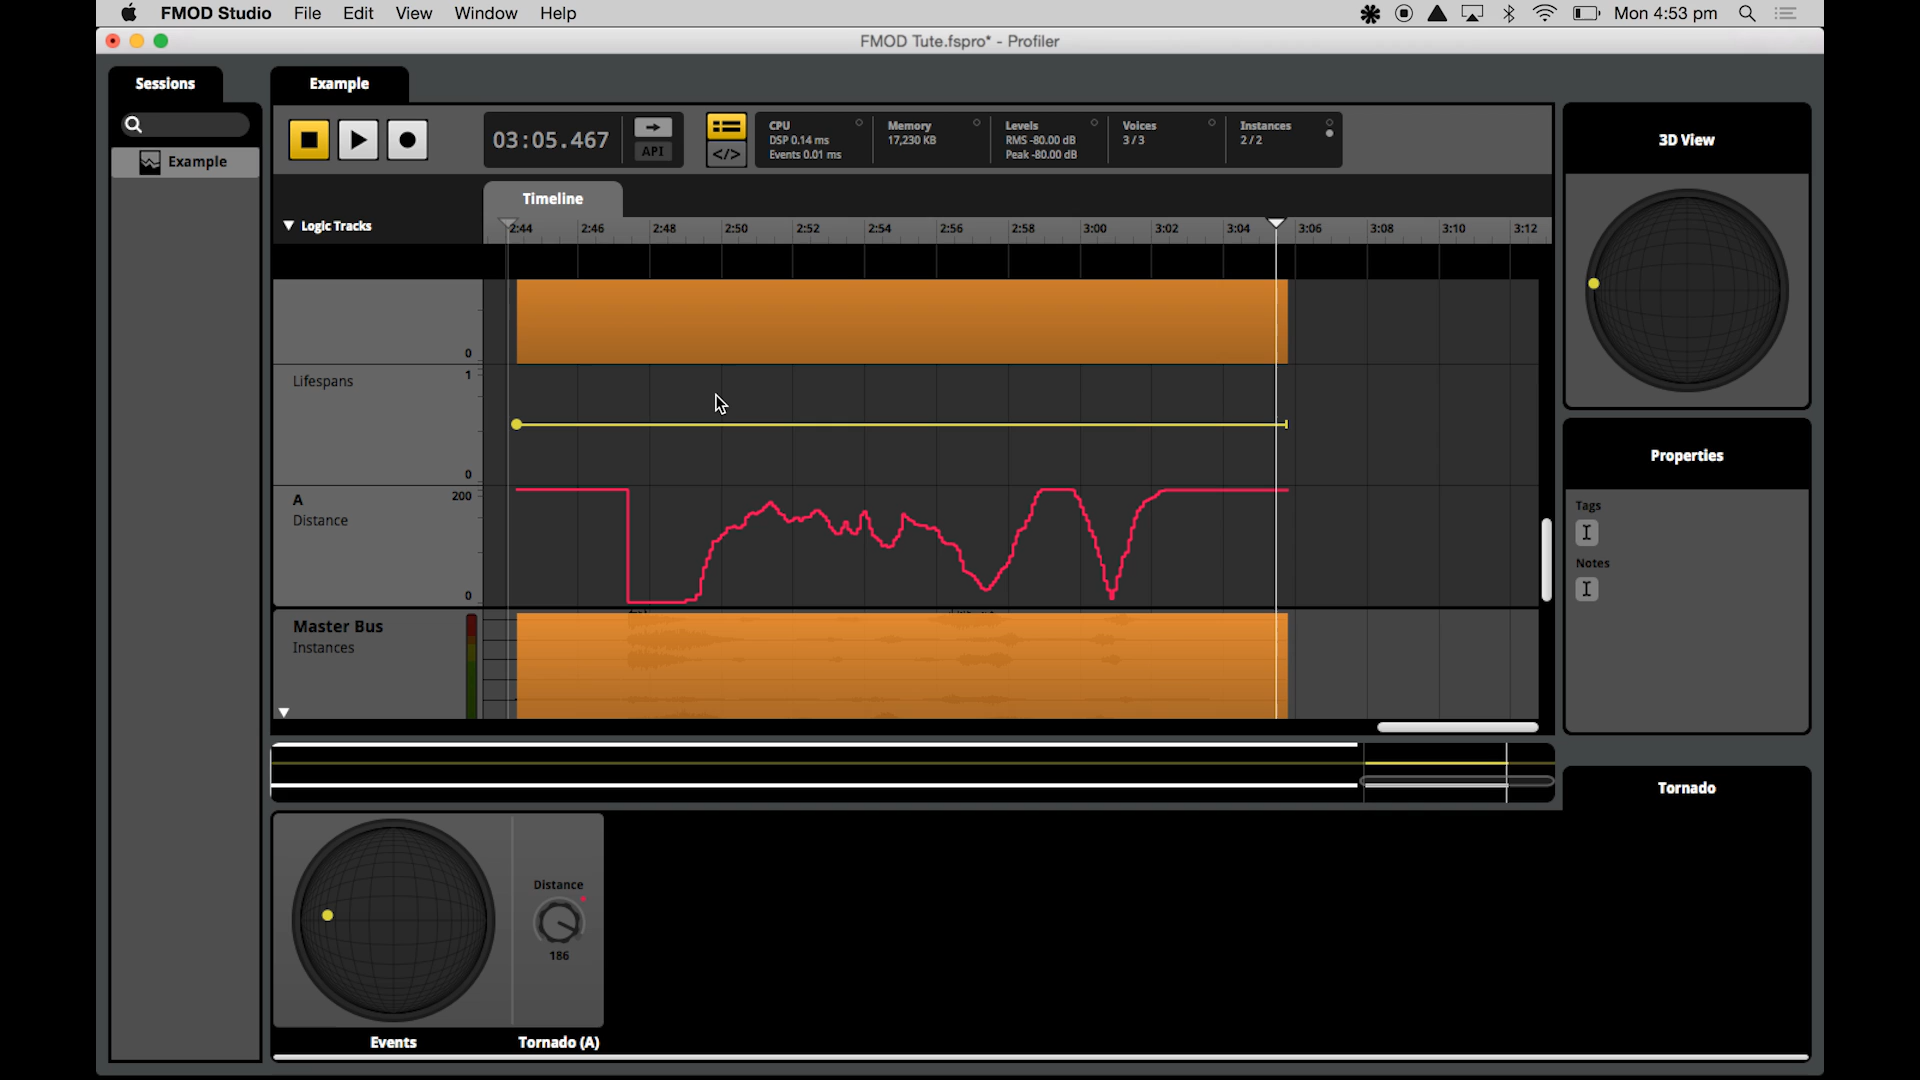 FMOD Studio File Edit View Window Help Mon 4:53 pm
FMOD Tute.fspro* - Profiler
Sessions
Example
Example
03:05.467
API
</>
CPU
DSP 0.14 ms
Events 0.01 ms
Memory
17,230 KB
Levels
RMS -80.00 dB
Peak -80.00 dB
Voices
3 / 3
Instances
2 / 2
3D View
Timeline
Logic Tracks
2:44 2:46 2:48 2:50 2:52 2:54 2:56 2:58 3:00 3:02 3:04 3:06 3:08 3:10 3:12
0
Lifespans
1
0
A
Distance
200
0
Master Bus
Instances
Properties
Tags
Notes
Tornado
Distance
186
Events
Tornado (A)